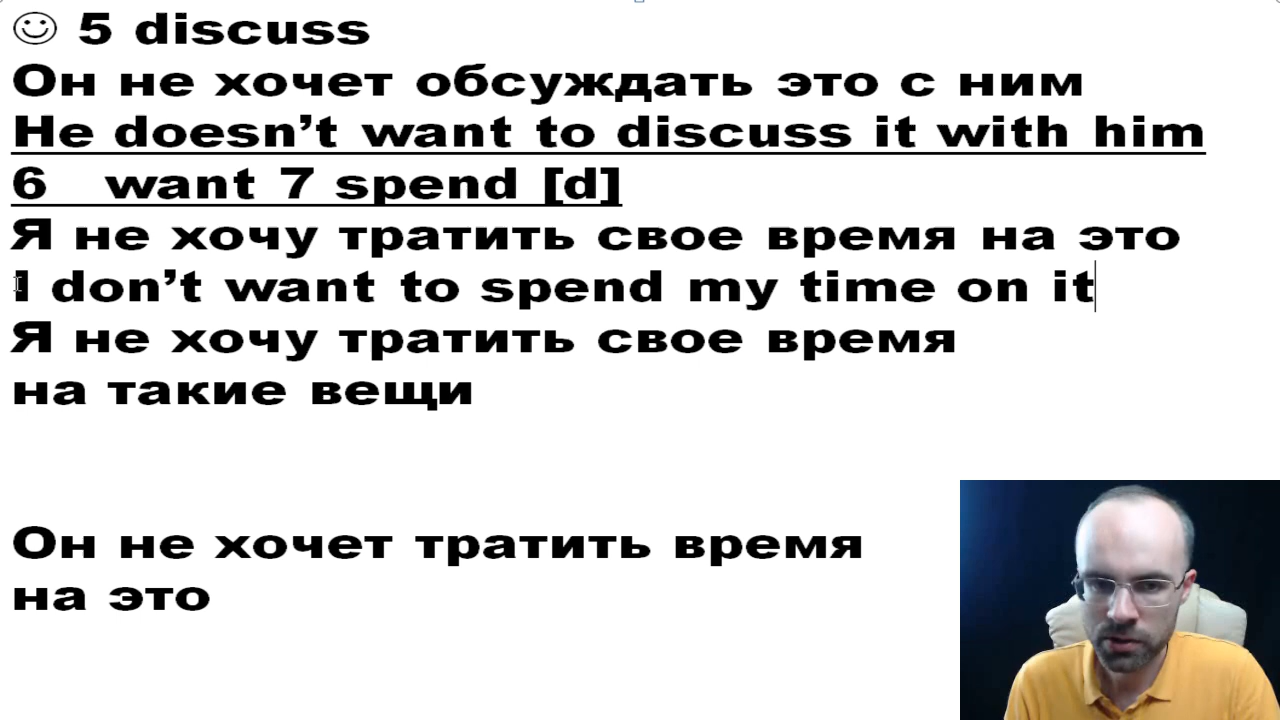 ☺ 5 discuss
Он не хочет обсуждать это с ним
He doesn’t want to discuss it with him
6 want 7 spend [d]
Я не хочу тратить свое время на это
I don’t want to spend my time on it
Я не хочу тратить свое время
на такие вещи
Он не хочет тратить время
на это